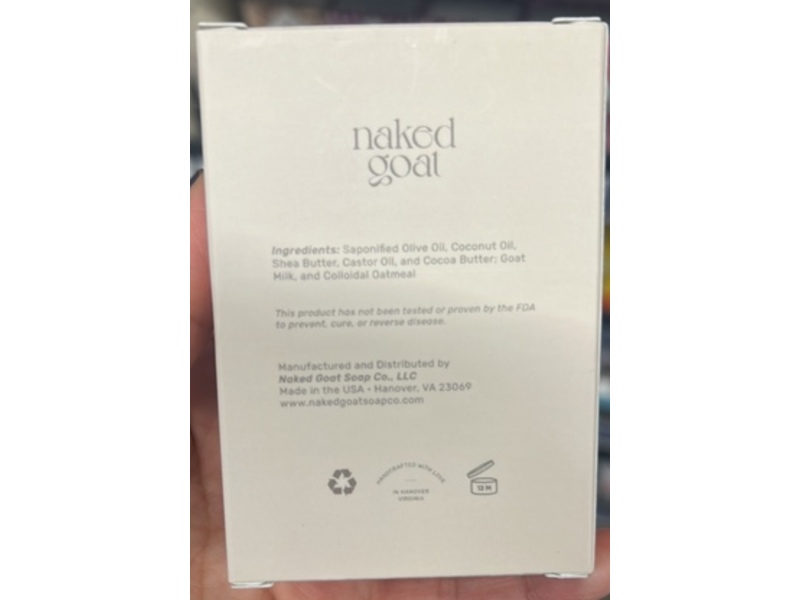 naked
goat
Ingredients: Saponified Olive Oil, Coconut Oil,
Shea Butter, Castor Oil, and Cocoa Butter; Goat
Milk, and Colloidal Oatmeal
This product has not been tested or proven by the FDA
to prevent, cure, or reverse disease.
Manufactured and Distributed by
Naked Goat Soap Co., LLC
Made in the USA • Hanover, VA 23069
www.nakedgoatsoapco.com
HANDCRAFTED WITH LOVE
IN HANOVER
VIRGINIA
12 M